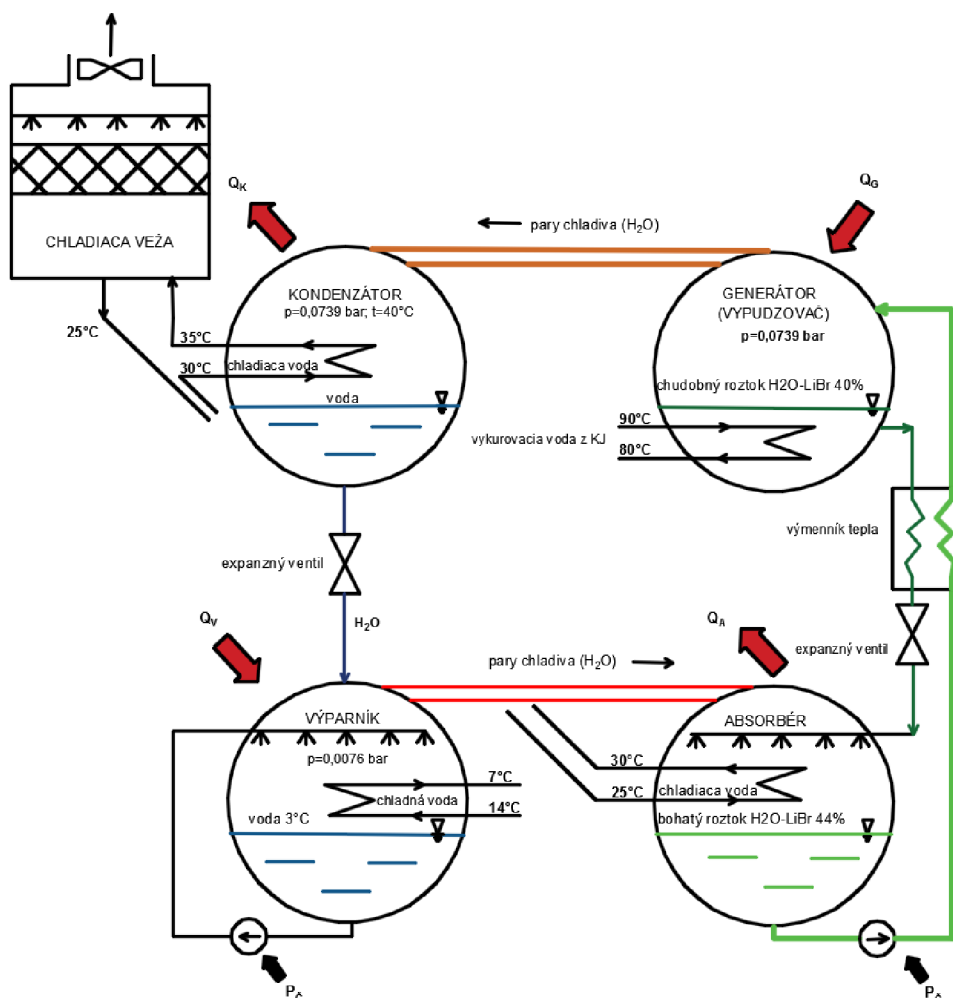 Q_K
Q_G
pary chladiva (H₂O)
CHLADIACA VEŽA
KONDENZÁTOR
p=0,0739 bar; t=40°C
GENERÁTOR
(VYPUDZOVAČ)
p=0,0739 bar
25°C
35°C
30°C
chladiaca voda
voda
chudobný roztok H2O-LiBr 40%
90°C
vykurovacia voda z KJ
80°C
výmenník tepla
expanzný ventil
H₂O
Q_V
Q_A
pary chladiva (H₂O)
expanzný ventil
VÝPARNÍK
p=0,0076 bar
ABSORBÉR
7°C
chladná voda
14°C
voda 3°C
30°C
25°C
chladiaca voda
bohatý roztok H2O-LiBr 44%